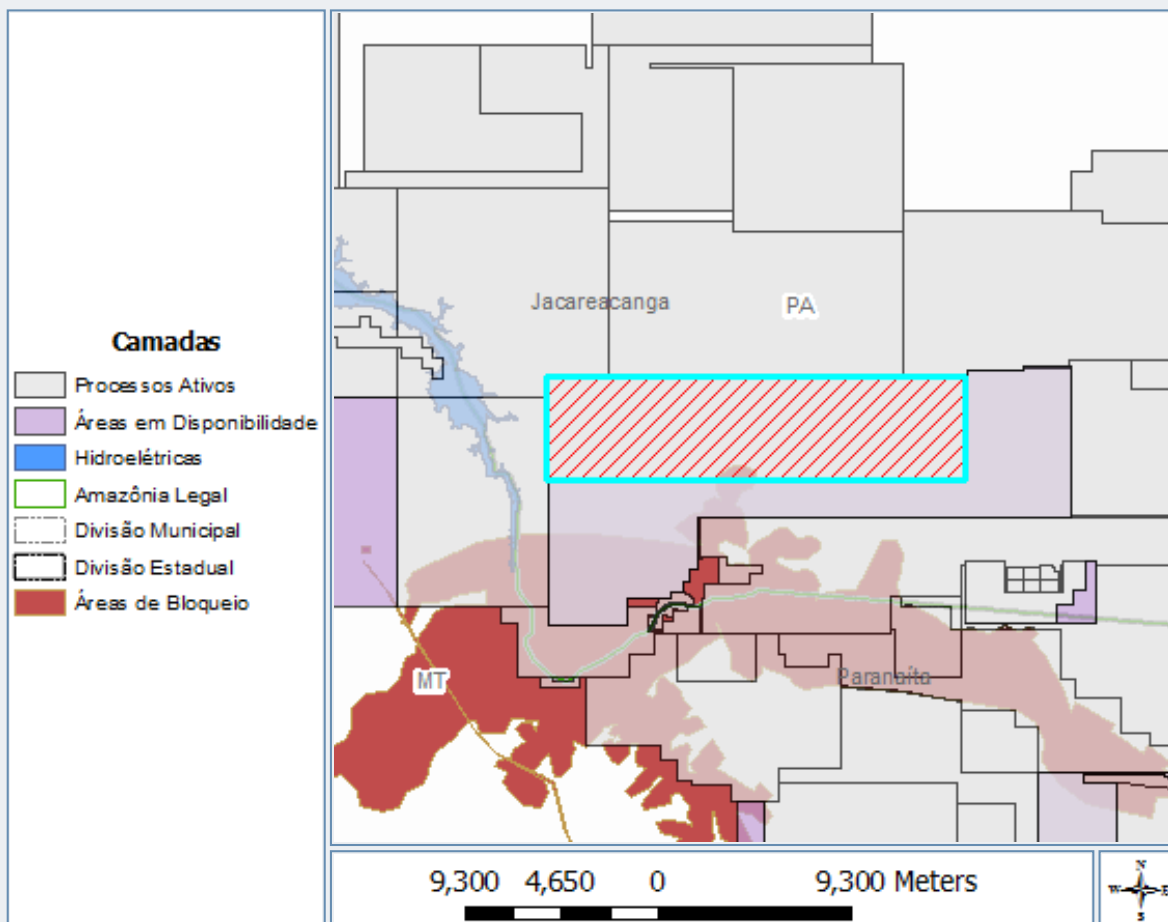 Camadas
Processos Ativos
Áreas em Disponibilidade
Hidroelétricas
Amazônia Legal
Divisão Municipal
Divisão Estadual
Áreas de Bloqueio
Jacareacanga
PA
MT
Paranaíta
9,300 4,650 0 9,300 Meters
N
W E
S